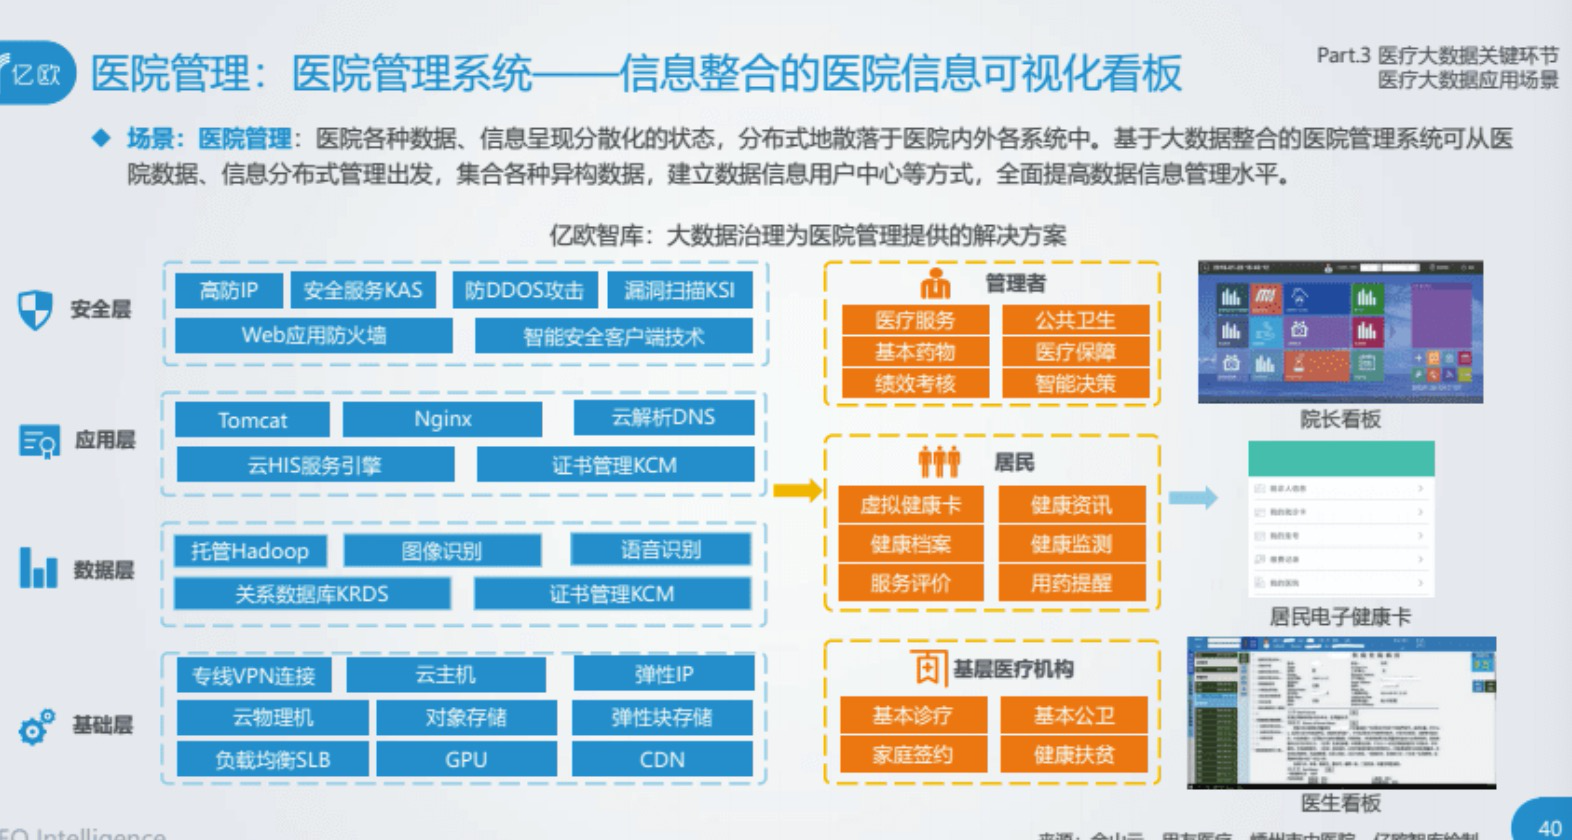 亿欧
医院管理：医院管理系统——信息整合的医院信息可视化看板
Part.3 医疗大数据关键环节
医疗大数据应用场景
◆ 场景：医院管理：医院各种数据、信息呈现分散化的状态，分布式地散落于医院内外各系统中。基于大数据整合的医院管理系统可从医
院数据、信息分布式管理出发，集合各种异构数据，建立数据信息用户中心等方式，全面提高数据信息管理水平。
亿欧智库：大数据治理为医院管理提供的解决方案
安全层
高防IP 安全服务KAS 防DDOS攻击 漏洞扫描KSI
Web应用防火墙 智能安全客户端技术
应用层
Tomcat Nginx 云解析DNS
云HIS服务引擎 证书管理KCM
数据层
托管Hadoop 图像识别 语音识别
关系数据库KRDS 证书管理KCM
基础层
专线VPN连接 云主机 弹性IP
云物理机 对象存储 弹性块存储
负载均衡SLB GPU CDN
管理者
医疗服务 公共卫生
基本药物 医疗保障
绩效考核 智能决策
居民
虚拟健康卡 健康资讯
健康档案 健康监测
服务评价 用药提醒
基层医疗机构
基本诊疗 基本公卫
家庭签约 健康扶贫
院长看板
居民电子健康卡
医生看板
EO Intelligence
40